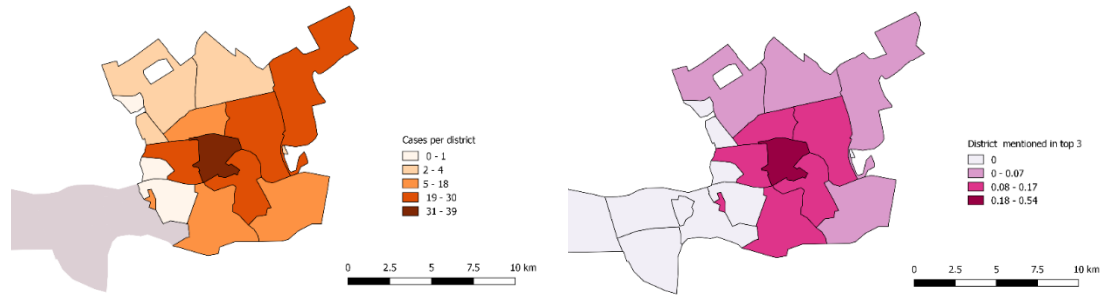 Cases per district
0 - 1
2 - 4
5 - 18
19 - 30
31 - 39
0 2.5 5 7.5 10 km
District mentioned in top 3
0
0 - 0.07
0.08 - 0.17
0.18 - 0.54
0 2.5 5 7.5 10 km